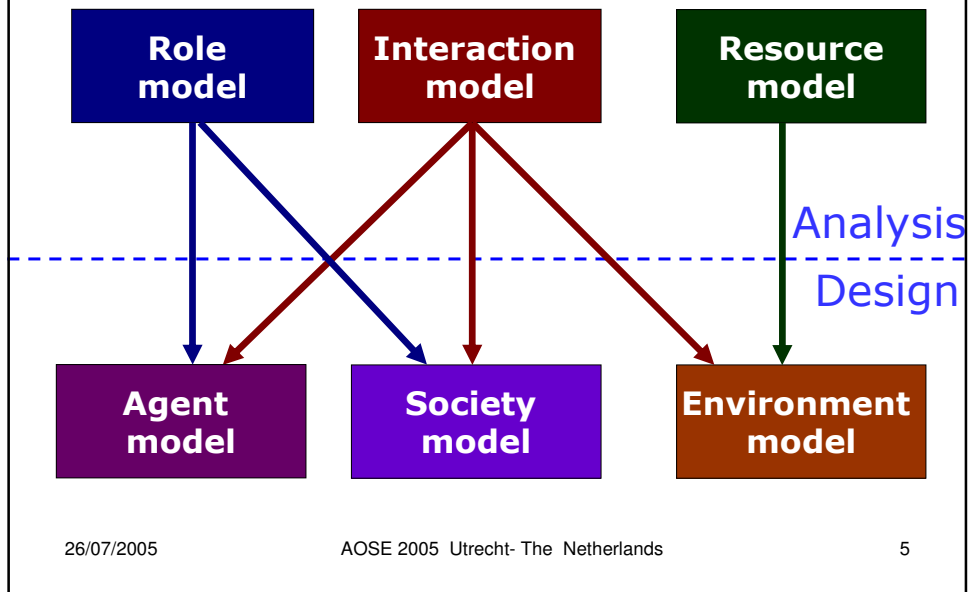 Role
model
Interaction
model
Resource
model
Analysis
Design
Agent
model
Society
model
Environment
model
26/07/2005
AOSE 2005 Utrecht- The Netherlands
5